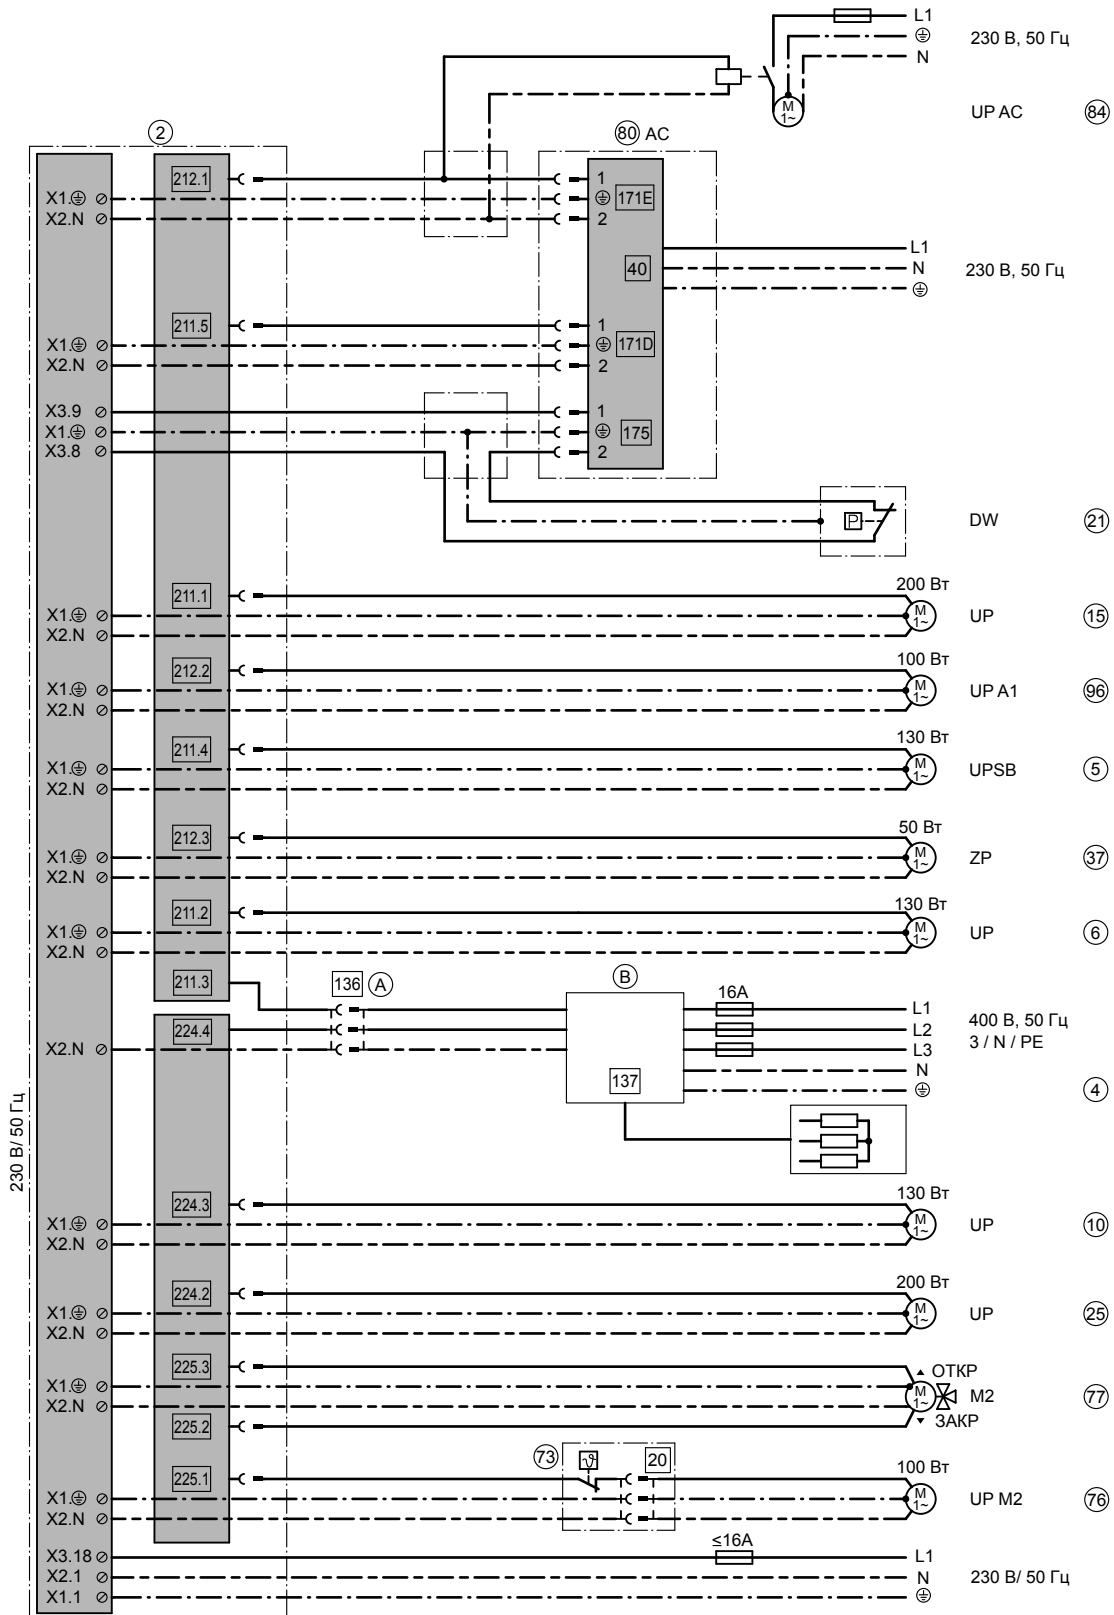 L1
⏚ 230 В, 50 Гц
N
M
1~
UP AC 84
2
80 AC
212.1 1
X1.⏚ ⏚ 171E
X2.N 2
L1
40 N 230 В, 50 Гц
⏚
211.5 1
X1.⏚ ⏚ 171D
X2.N 2
X3.9 1
X1.⏚ ⏚ 175
X3.8 2
P DW 21
211.1 200 Вт
X1.⏚ M 1~ UP 15
X2.N
212.2 100 Вт
X1.⏚ M 1~ UP A1 96
X2.N
211.4 130 Вт
X1.⏚ M 1~ UPSB 5
X2.N
212.3 50 Вт
X1.⏚ M 1~ ZP 37
X2.N
211.2 130 Вт
X1.⏚ M 1~ UP 6
X2.N
211.3 136 A B 16A
L1
224.4 L2 400 В, 50 Гц
X2.N L3 3 / N / PE
N
137 ⏚ 4
230 В/ 50 Гц
224.3 130 Вт
X1.⏚ M 1~ UP 10
X2.N
224.2 200 Вт
X1.⏚ M 1~ UP 25
X2.N
225.3 ОТКР
X1.⏚ M 1~ M2 77
X2.N
225.2 ЗАКР
73 ϑ 20
225.1 100 Вт
X1.⏚ M 1~ UP M2 76
X2.N
≤16A
X3.18 L1
X2.1 N 230 В/ 50 Гц
X1.1 ⏚